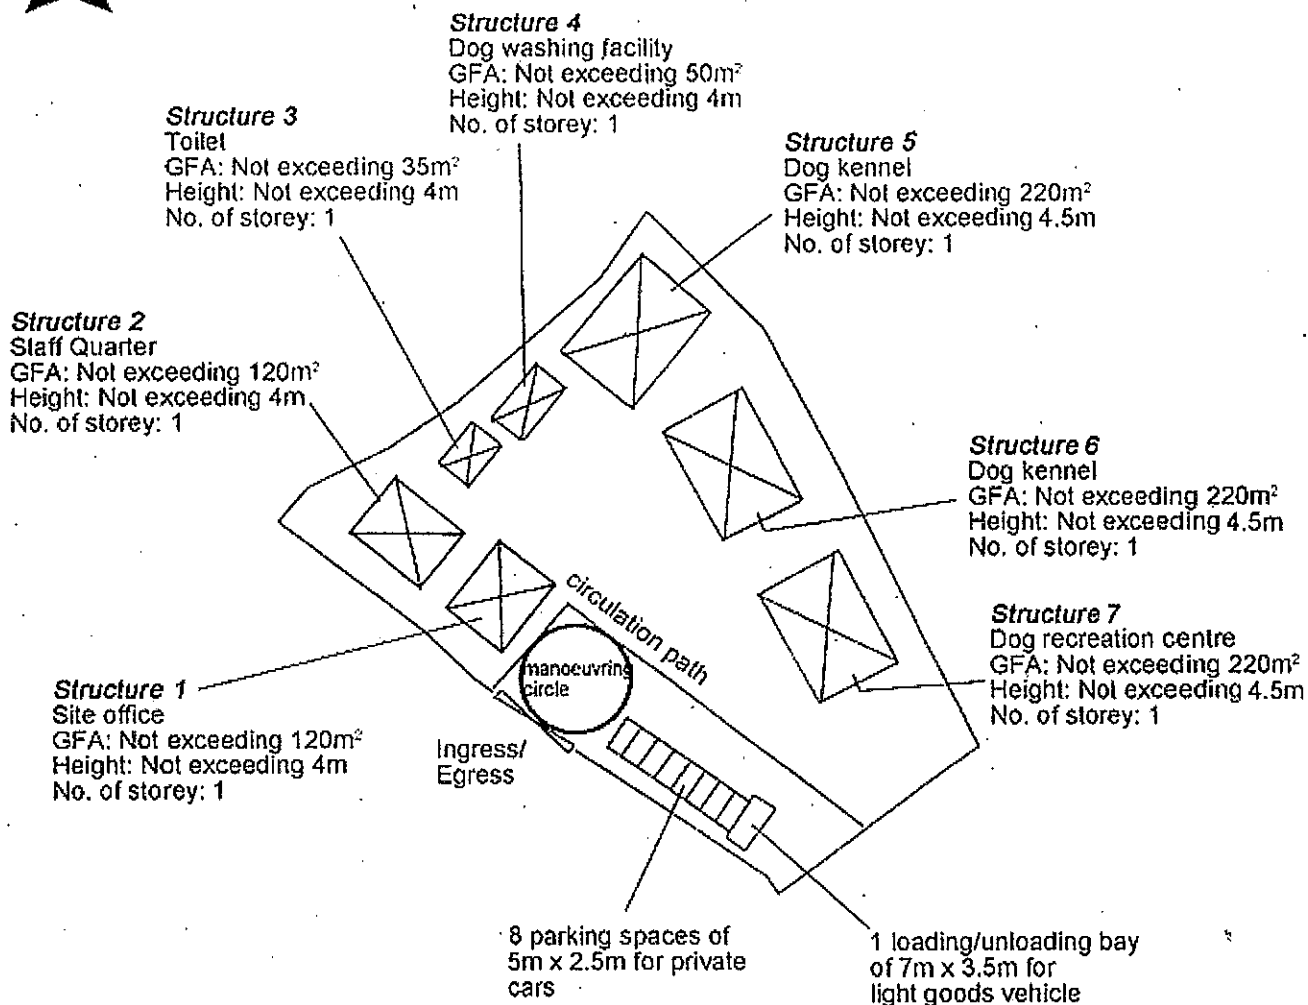 Structure 4
Dog washing facility
GFA: Not exceeding 50m²
Height: Not exceeding 4m
No. of storey: 1
Structure 3
Toilet
GFA: Not exceeding 35m²
Height: Not exceeding 4m
No. of storey: 1
Structure 5
Dog kennel
GFA: Not exceeding 220m²
Height: Not exceeding 4.5m
No. of storey: 1
Structure 2
Staff Quarter
GFA: Not exceeding 120m²
Height: Not exceeding 4m
No. of storey: 1
Structure 6
Dog kennel
GFA: Not exceeding 220m²
Height: Not exceeding 4.5m
No. of storey: 1
circulation path
Structure 7
Dog recreation centre
GFA: Not exceeding 220m²
Height: Not exceeding 4.5m
No. of storey: 1
manoeuvring
circle
Structure 1
Site office
GFA: Not exceeding 120m²
Height: Not exceeding 4m
No. of storey: 1
Ingress/
Egress
8 parking spaces of
5m x 2.5m for private
cars
1 loading/unloading bay
of 7m x 3.5m for
light goods vehicle